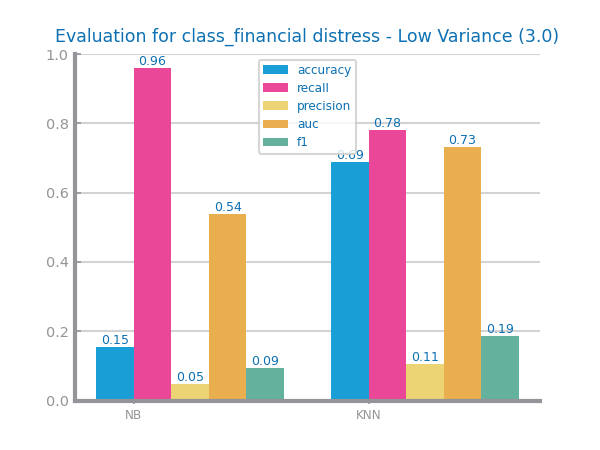 Evaluation for class_financial distress - Low Variance (3.0)
1.0
0.8
0.6
0.4
0.2
0.0
accuracy
recall
precision
auc
f1
0.15
0.96
0.05
0.54
0.09
0.69
0.78
0.11
0.73
0.19
NB
KNN